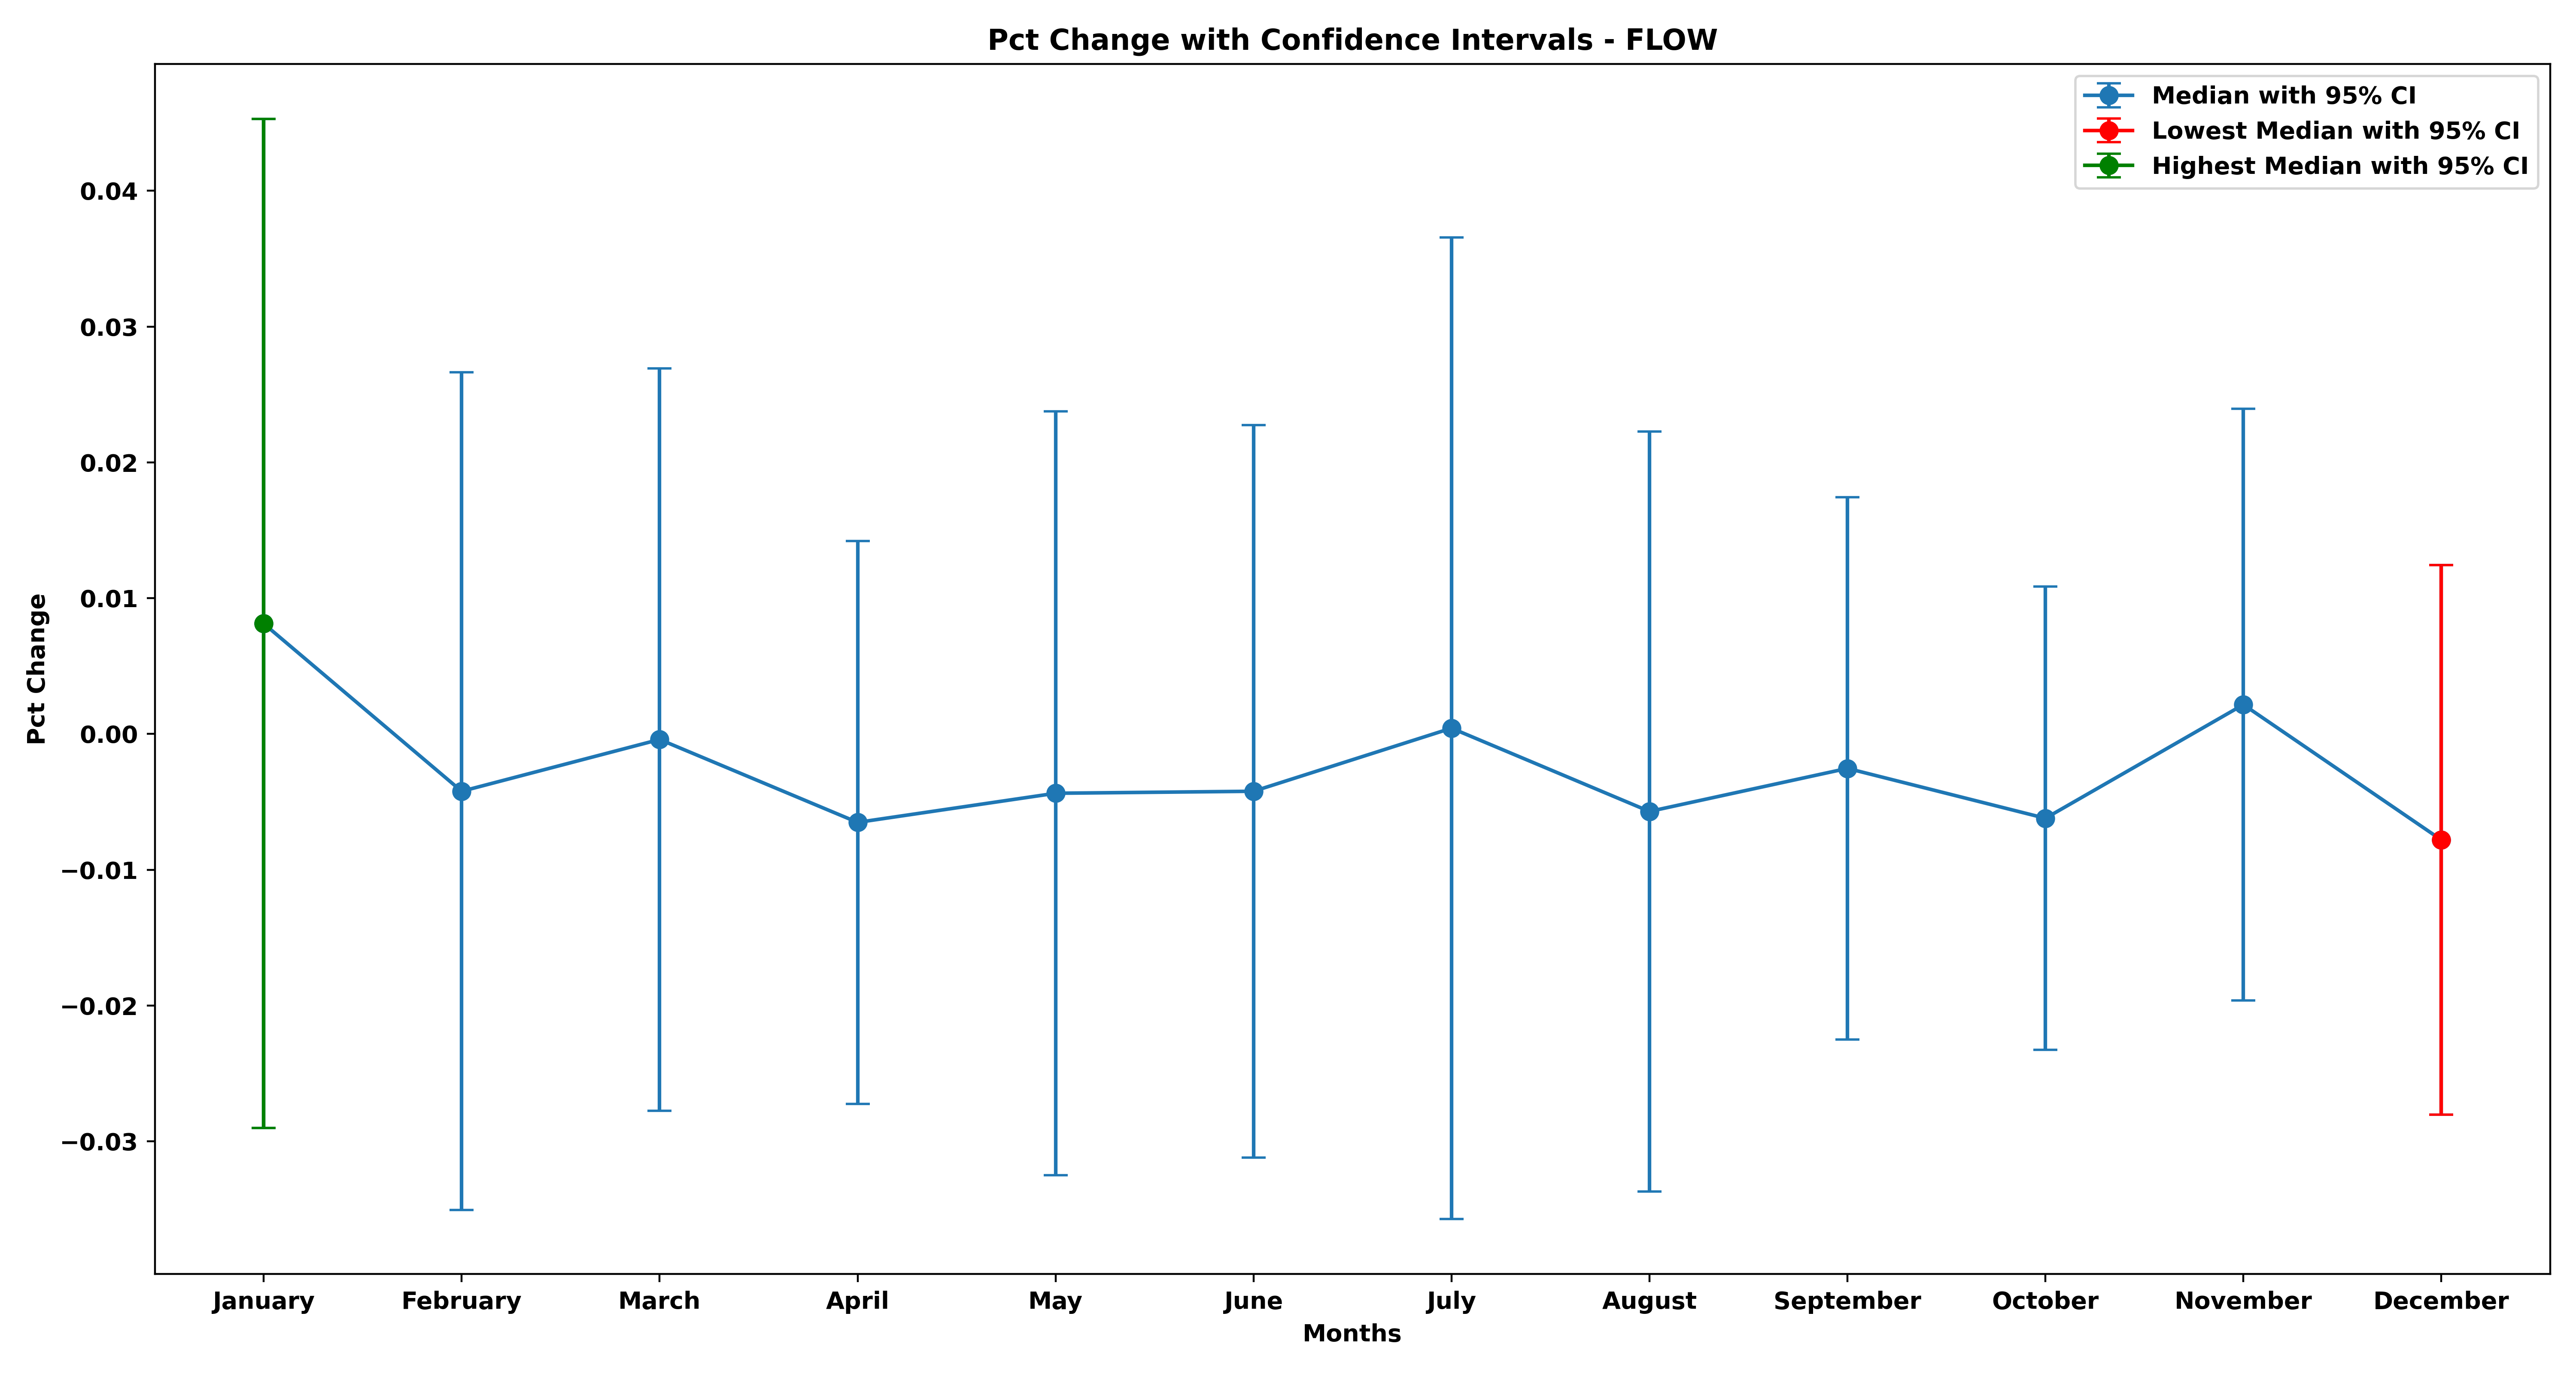 Pct Change with Confidence Intervals - FLOW
Median with 95% CI
Lowest Median with 95% CI
Highest Median with 95% CI
Pct Change
0.04
0.03
0.02
0.01
0.00
−0.01
−0.02
−0.03
January February March April May June July August September October November December
Months